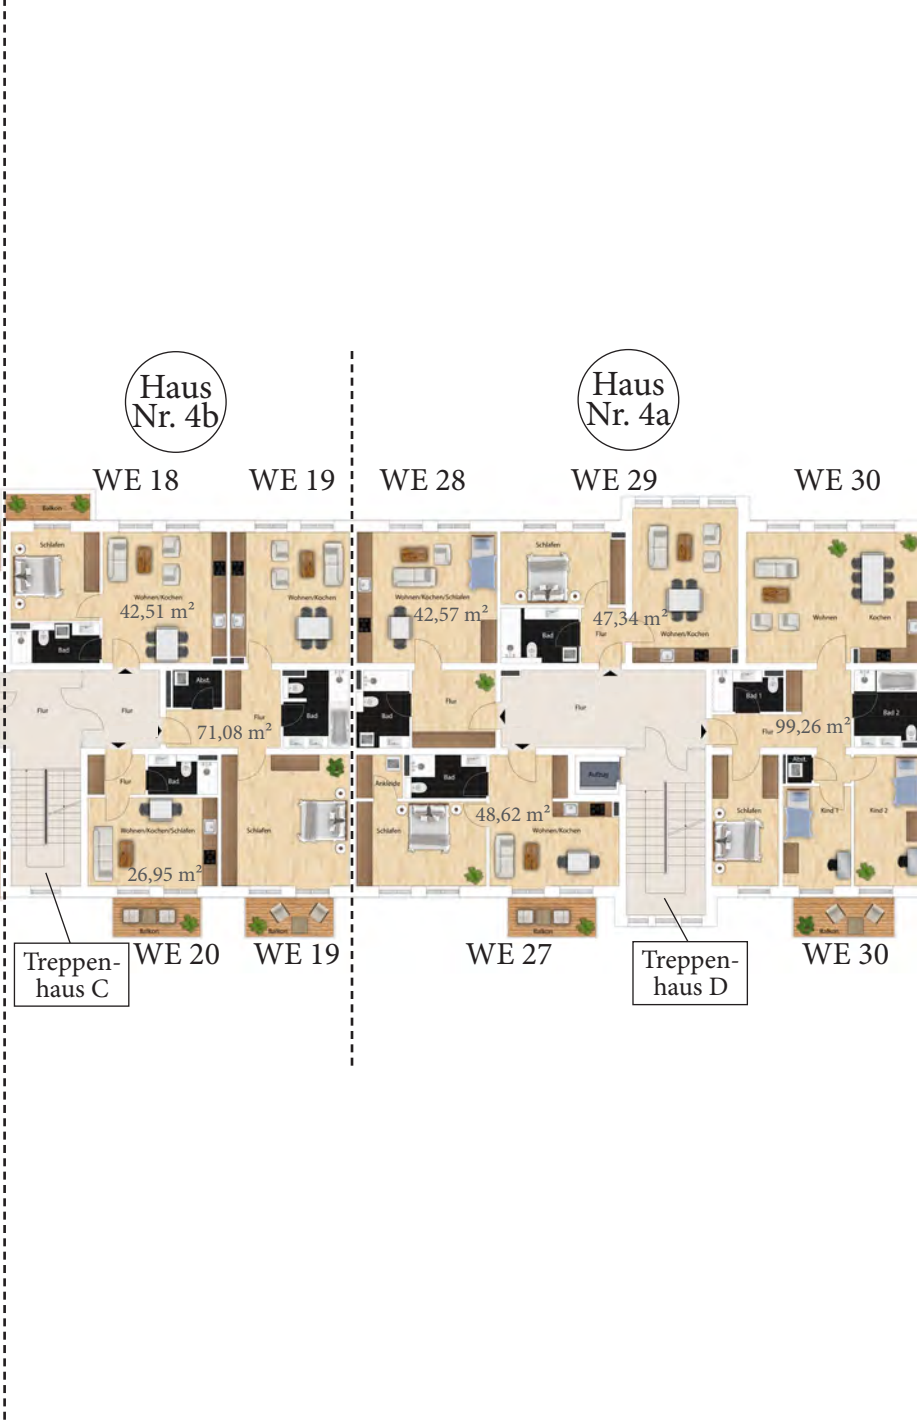 Haus
Nr. 4b
Haus
Nr. 4a
WE 18
WE 19
WE 28
WE 29
WE 30
Balkon
Schlafen
Wohnen/Kochen
42,51 m²
Bad
Wohnen/Kochen
Wohnen/Kochen/Schlafen
42,57 m²
Schlafen
Bad
Flur
47,34 m²
Wohnen/Kochen
Wohnen
Kochen
Flur
Flur
Abst.
Flur
71,08 m²
Bad
Bad
Flur
Flur
Bad 1
Flur
99,26 m²
Bad 2
Flur
Bad
Wohnen/Kochen/Schlafen
26,95 m²
Schlafen
Ankleide
Bad
Schlafen
48,62 m²
Wohnen/Kochen
Aufzug
Abst.
Schlafen
Kind 1
Kind 2
Balkon
Balkon
Balkon
Balkon
Treppen-
haus C
WE 20
WE 19
WE 27
Treppen-
haus D
WE 30